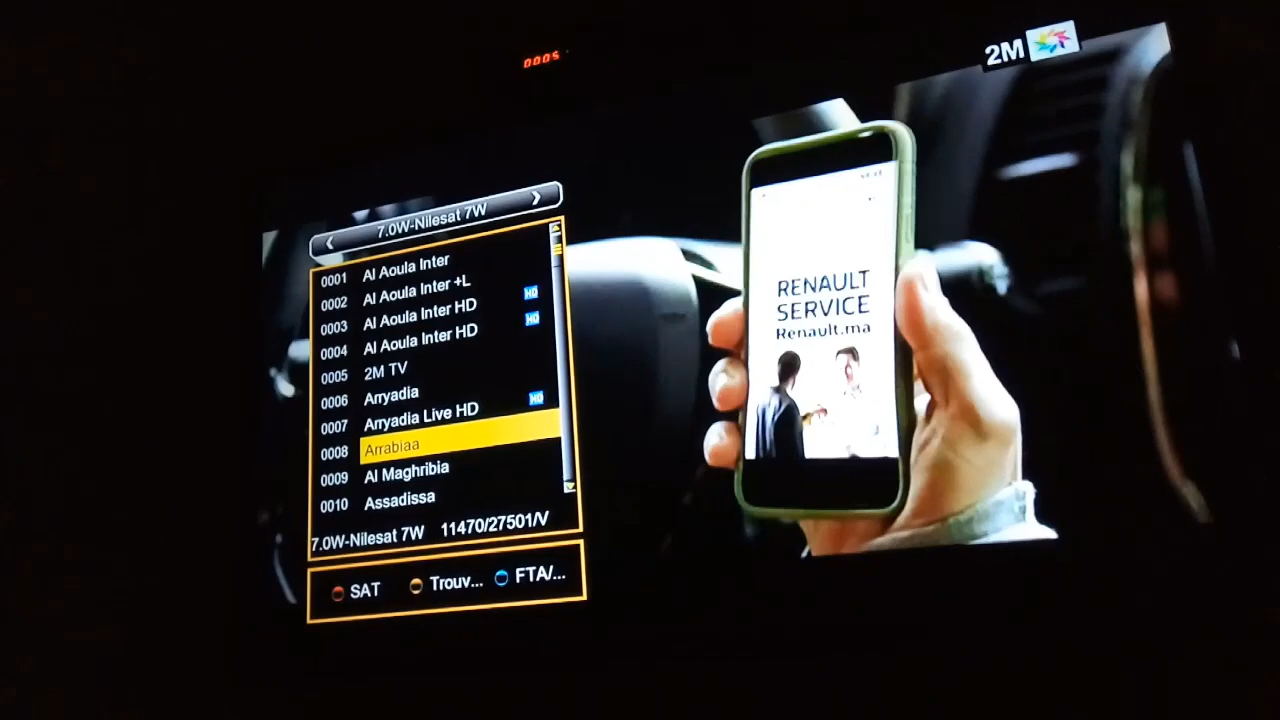 0005
2M
7.0W-Nilesat 7W
0001 Al Aoula Inter
0002 Al Aoula Inter +L
0003 Al Aoula Inter HD HD
0004 Al Aoula Inter HD HD
0005 2M TV
0006 Arryadia
0007 Arryadia Live HD HD
0008 Arrabiaa
0009 Al Maghribia
0010 Assadissa
7.0W-Nilesat 7W 11470/27501/V
SAT Trouv... FTA/...
RENAULT
SERVICE
Renault.ma